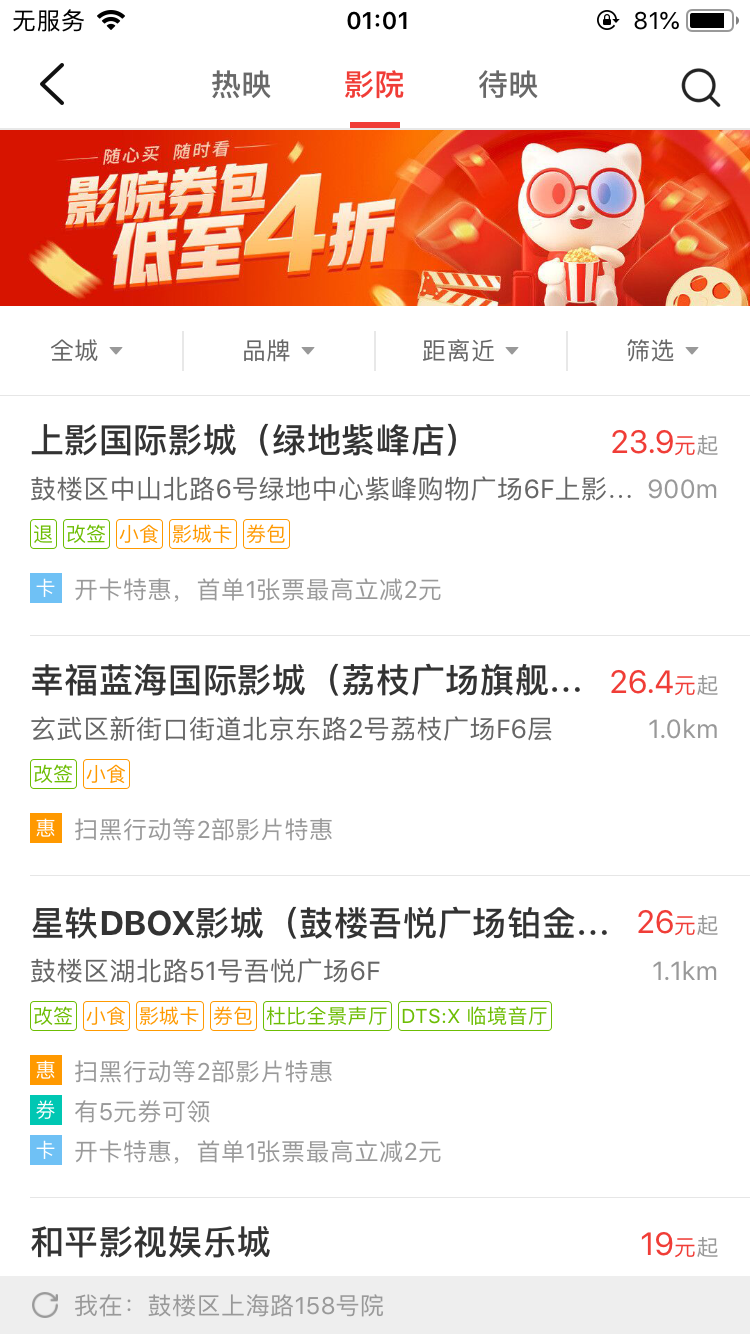 无服务 01:01 81%
热映 影院 待映
随心买 随时看
影院券包
低至4折
全城 品牌 距离近 筛选
上影国际影城（绿地紫峰店） 23.9元起
鼓楼区中山北路6号绿地中心紫峰购物广场6F上影... 900m
退 改签 小食 影城卡 券包
卡 开卡特惠，首单1张票最高立减2元
幸福蓝海国际影城（荔枝广场旗舰... 26.4元起
玄武区新街口街道北京东路2号荔枝广场F6层 1.0km
改签 小食
惠 扫黑行动等2部影片特惠
星轶DBOX影城（鼓楼吾悦广场铂金... 26元起
鼓楼区湖北路51号吾悦广场6F 1.1km
改签 小食 影城卡 券包 杜比全景声厅 DTS:X 临境音厅
惠 扫黑行动等2部影片特惠
券 有5元券可领
卡 开卡特惠，首单1张票最高立减2元
和平影视娱乐城 19元起
我在：鼓楼区上海路158号院